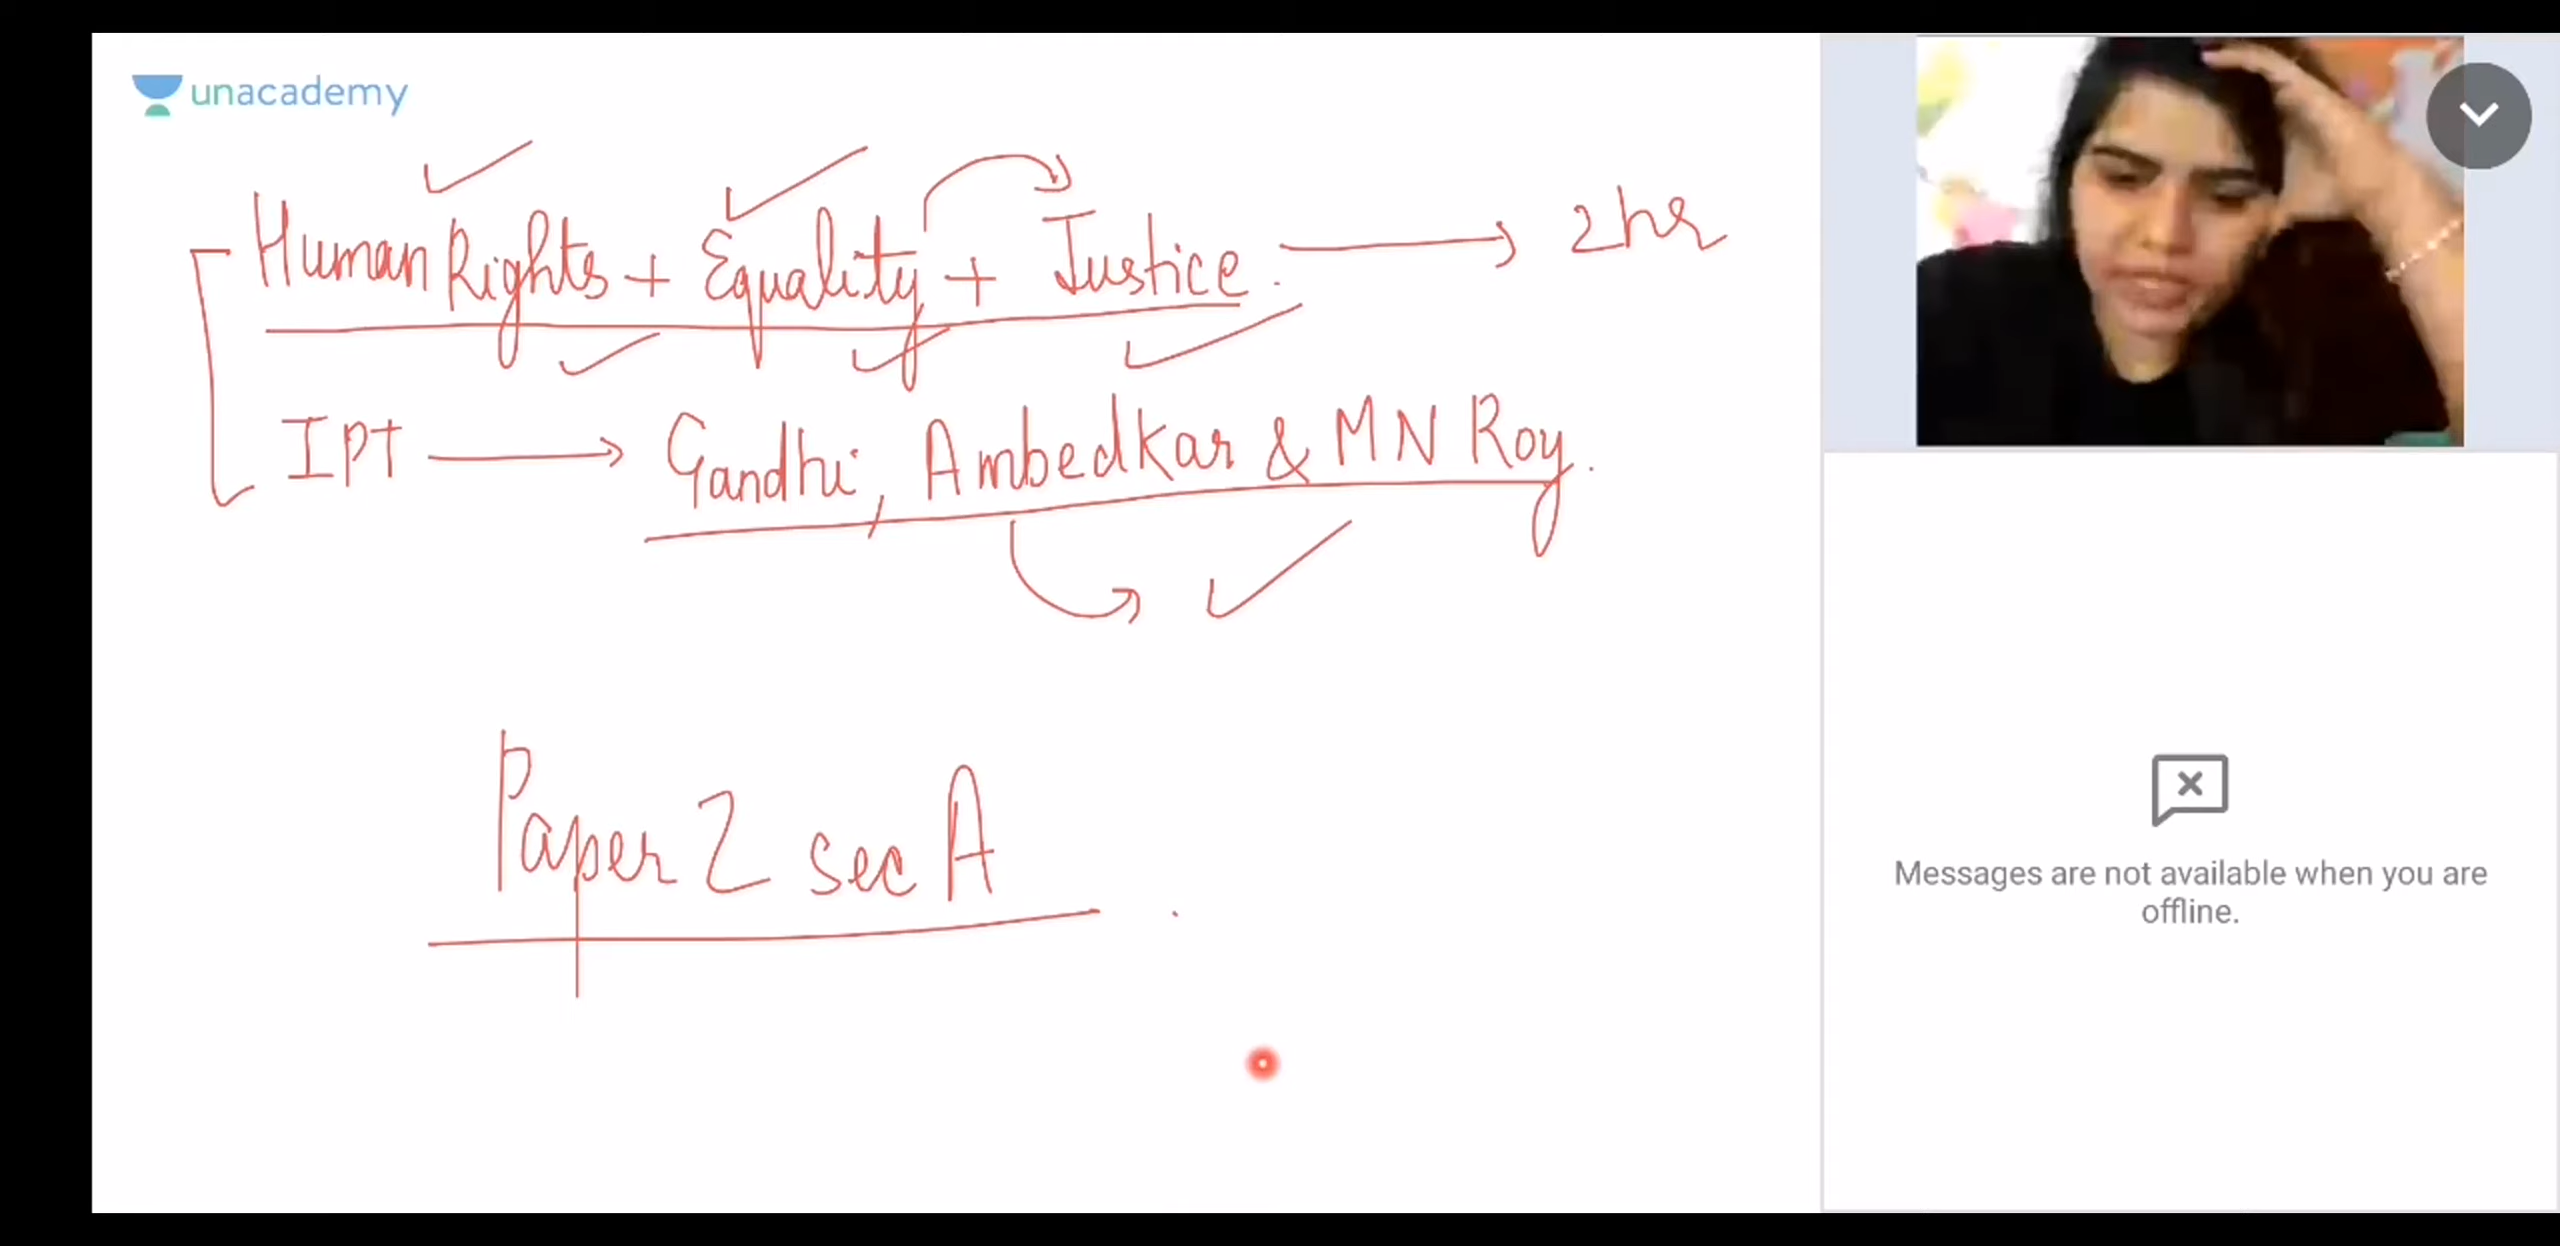 unacademy
Human Rights + Equality + Justice. → 2hr
IPT → Gandhi, Ambedkar & MN Roy.
Paper 2 sec A
Messages are not available when you are
offline.